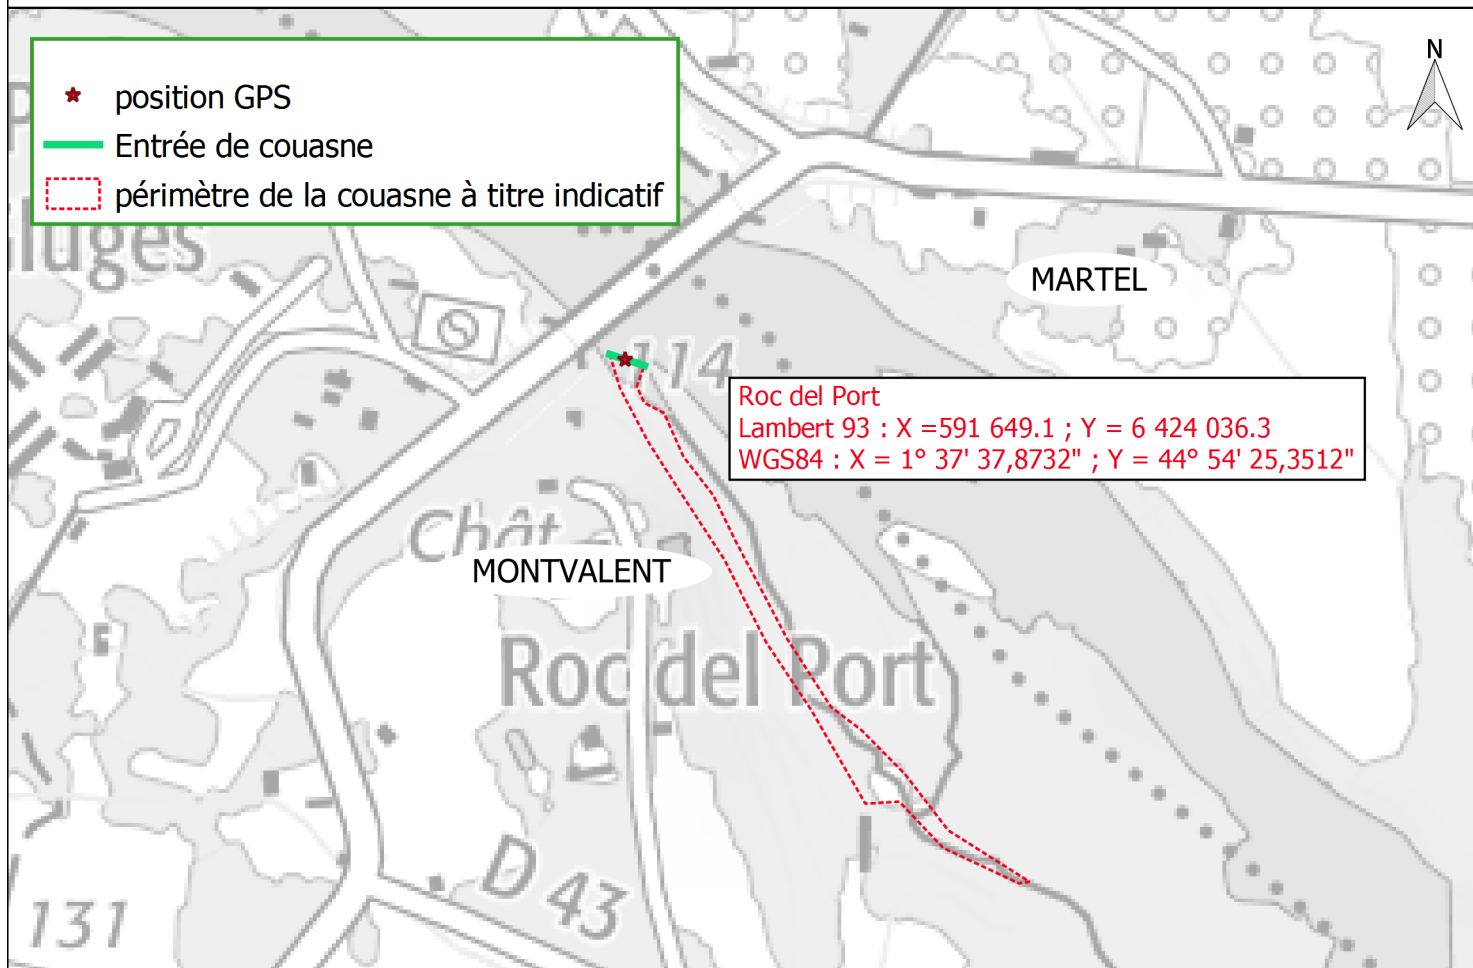 N
position GPS
Entrée de couasne
périmètre de la couasne à titre indicatif
MARTEL
114
Roc del Port
Lambert 93 : X =591 649.1 ; Y = 6 424 036.3
WGS84 : X = 1° 37' 37,8732" ; Y = 44° 54' 25,3512"
Chât
MONTVALENT
Roc del Port
D 43
131